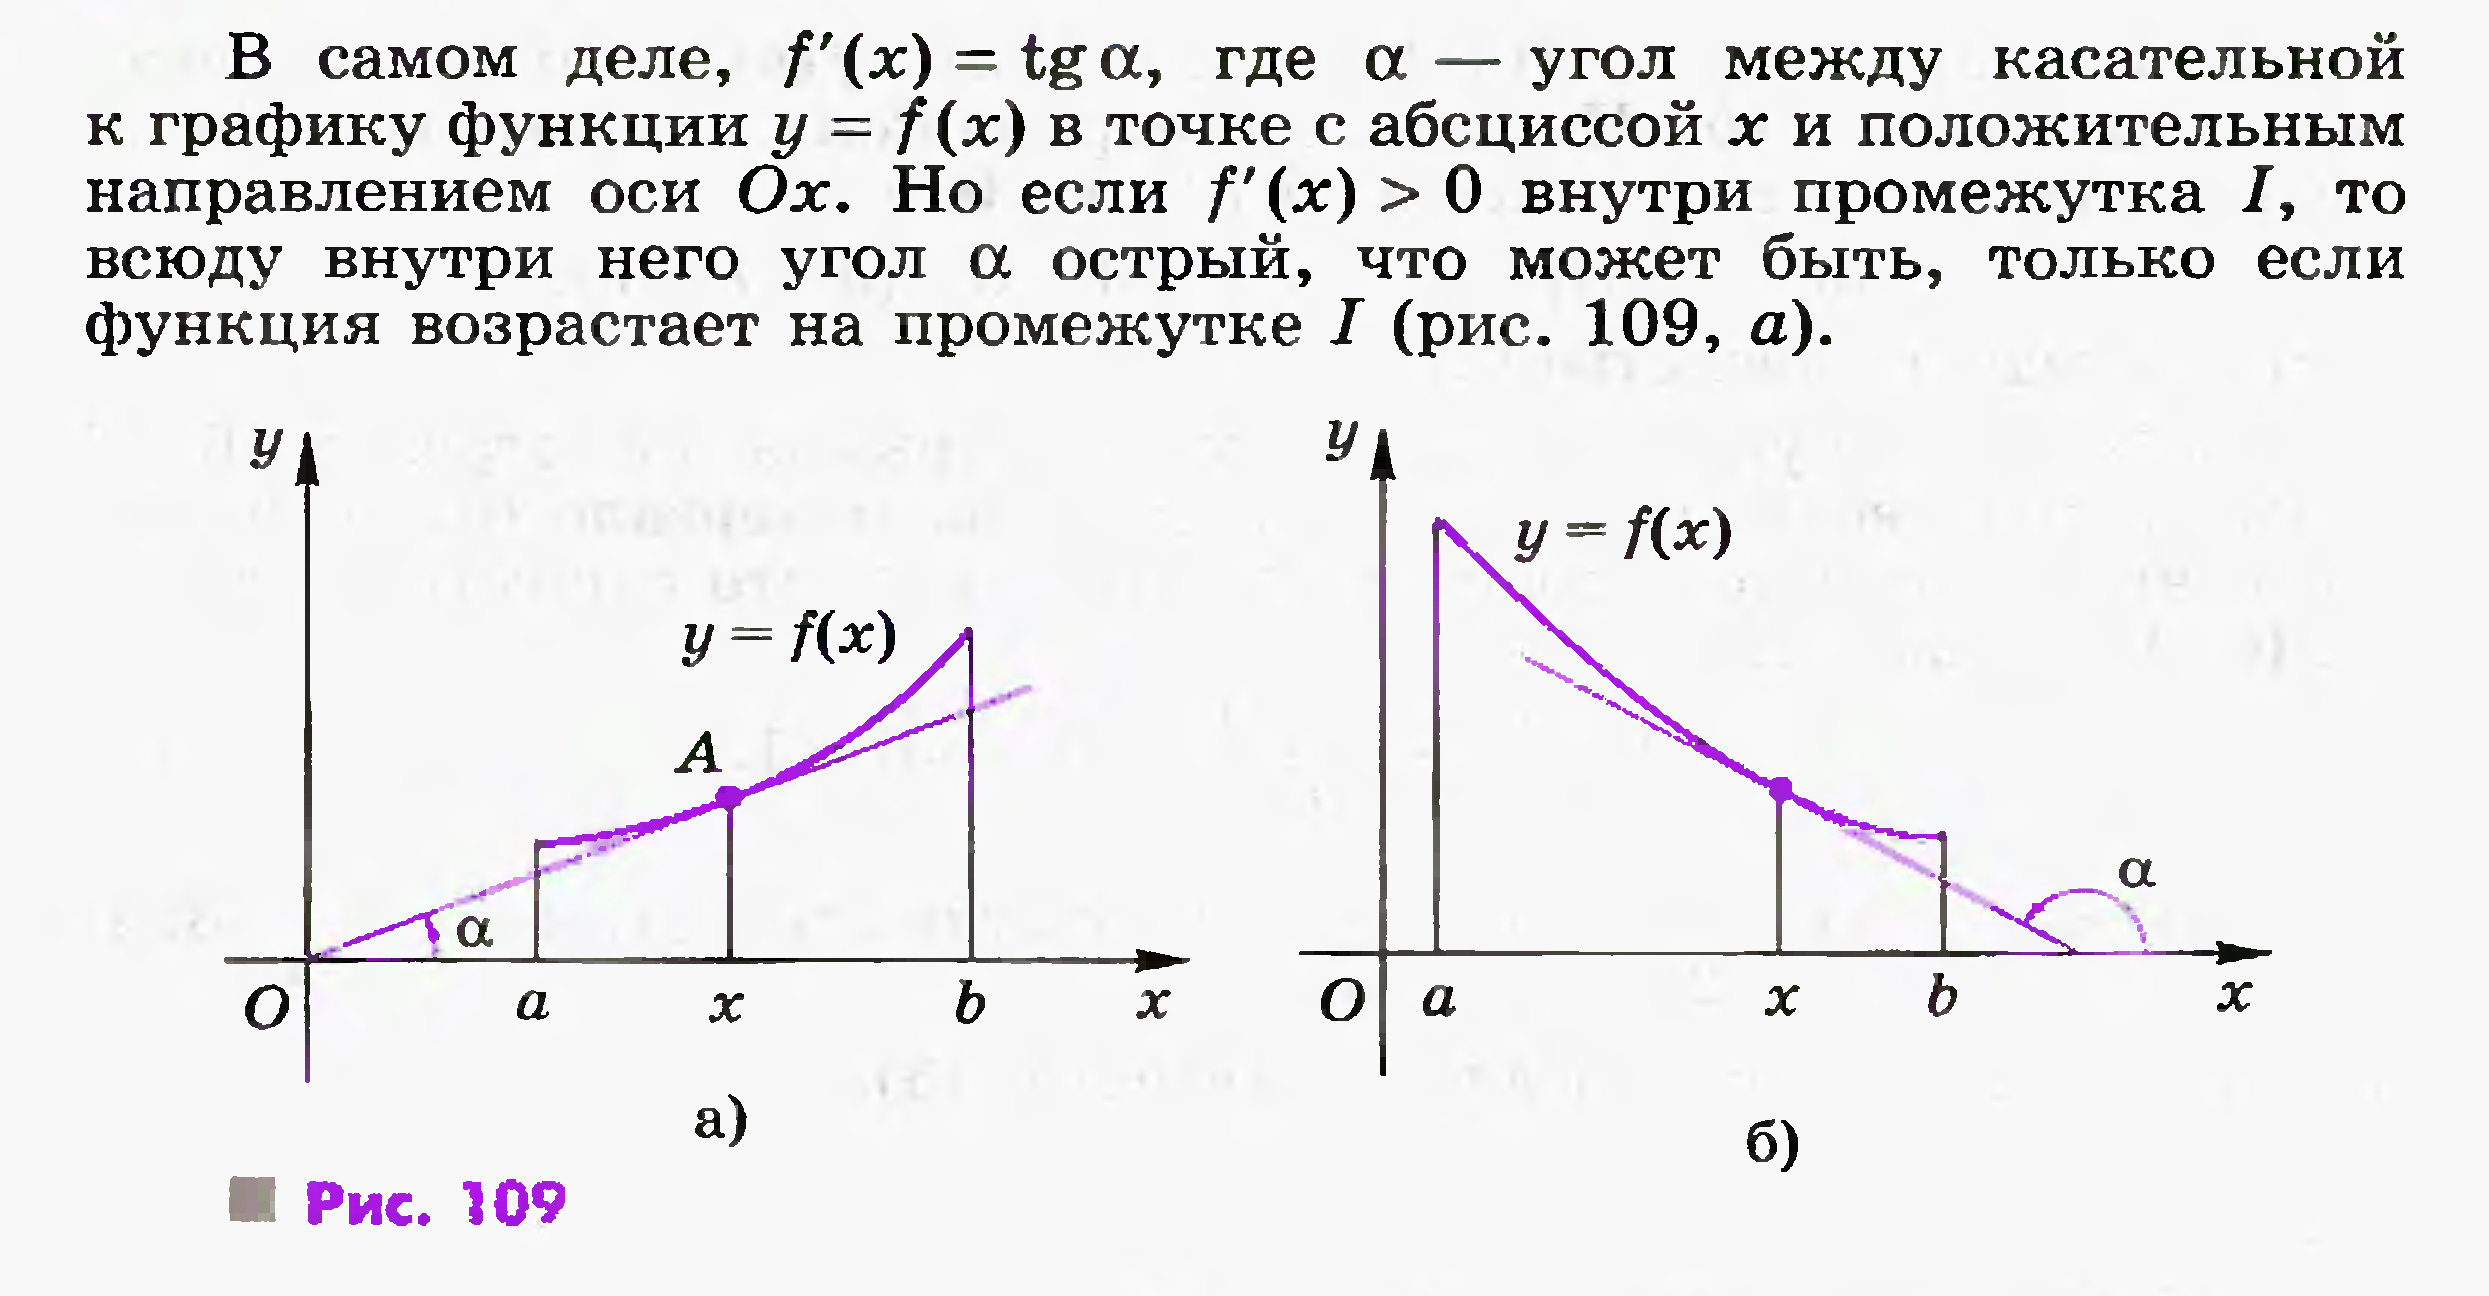 В самом деле, f′(x) = tg α, где α — угол между касательной
к графику функции y = f(x) в точке с абсциссой x и положительным
направлением оси Ox. Но если f′(x) > 0 внутри промежутка I, то
всюду внутри него угол α острый, что может быть, только если
функция возрастает на промежутке I (рис. 109, а).
y
y = f(x)
A
α
O a x b x
а)
y
y = f(x)
α
O a x b x
б)
Рис. 109